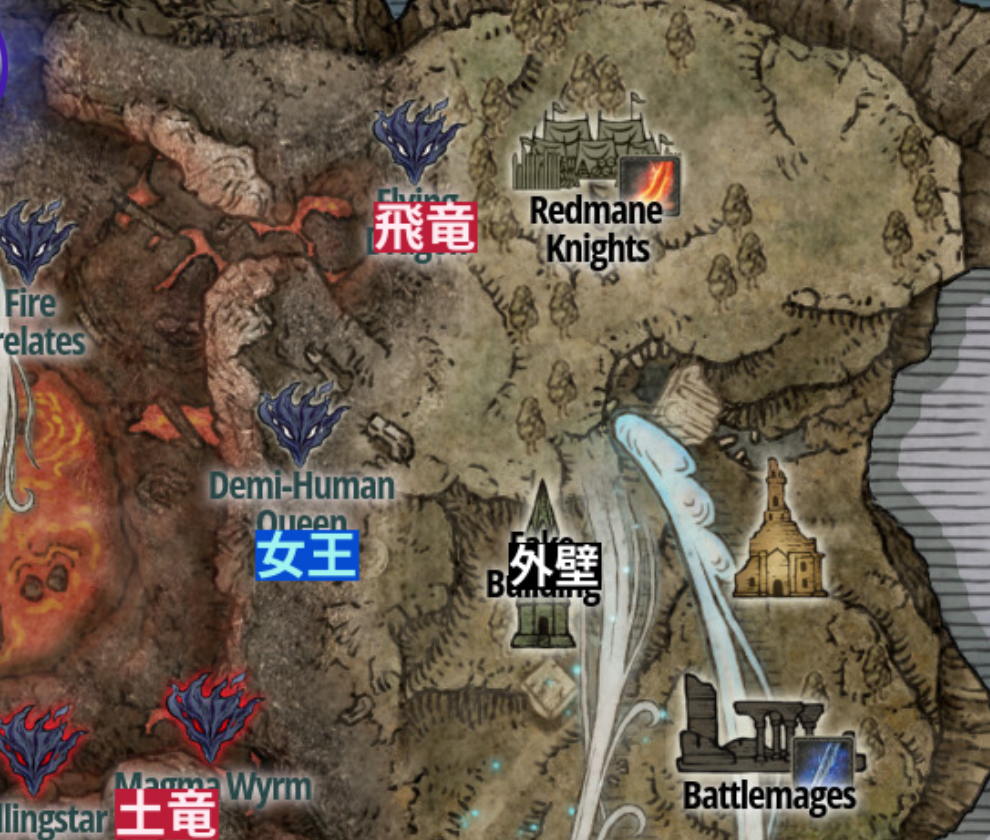 飛竜
Redmane
Knights
Fire
relates
Demi-Human
Queen
女王
外壁
Building
Magma Wyrm
llingstar
土竜
Battlemages